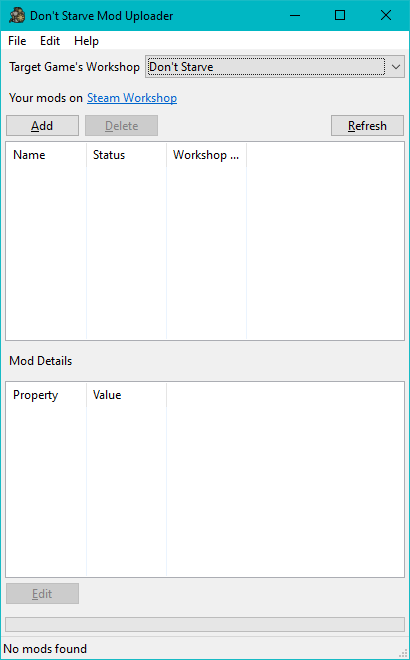 Don't Starve Mod Uploader
File Edit Help
Target Game's Workshop Don't Starve
Your mods on Steam Workshop
Add Delete Refresh
Name Status Workshop ...
Mod Details
Property Value
Edit
No mods found